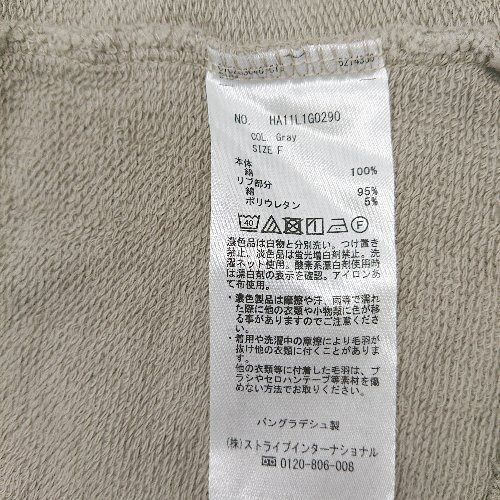 NO. HA11L1G0290
COL. Gray
SIZE F
本体
綿 100%
リブ部分
綿 95%
ポリウレタン 5%
40
F
濃色品は白物と分別洗い。つけ置き
禁止、淡色品は蛍光増白剤禁止。洗
濯ネット使用。酸素系漂白剤使用時
は漂白剤の表示を確認。アイロンあ
て布使用。
・濃色製品は摩擦や汗、雨等で濡れ
た際に他の衣類や小物類に色が移
る事がありますのでご注意くださ
い。
・着用や洗濯中の摩擦により毛羽が
抜け他の衣類に付くことがありま
す。
他の衣類等に付着した毛羽は、ブ
ラシやセロハンテープ等素材を傷
めない方法でお取りください。
バングラデシュ製
(株)ストライプインターナショナル
0120-806-008